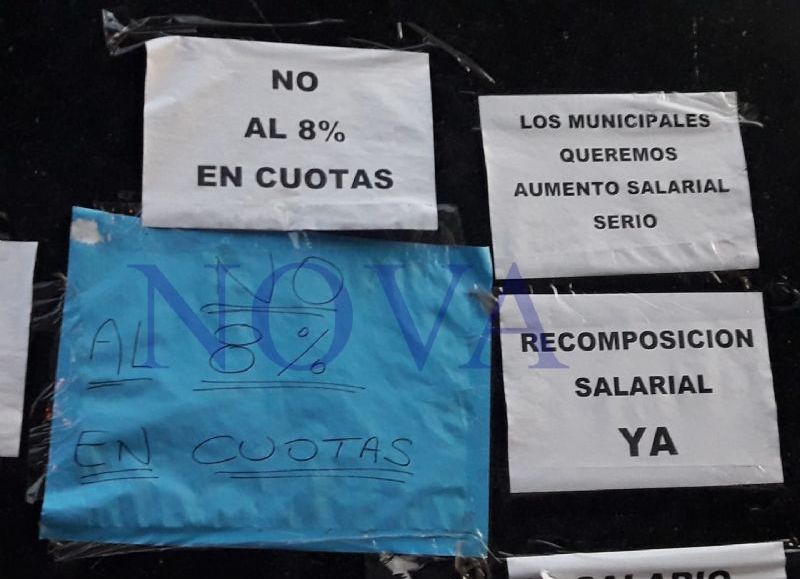 NO
AL 8%
EN CUOTAS
LOS MUNICIPALES
QUEREMOS
AUMENTO SALARIAL
SERIO
NO
AL 8%
EN CUOTAS
NOVA
RECOMPOSICION
SALARIAL
YA
SALARIO